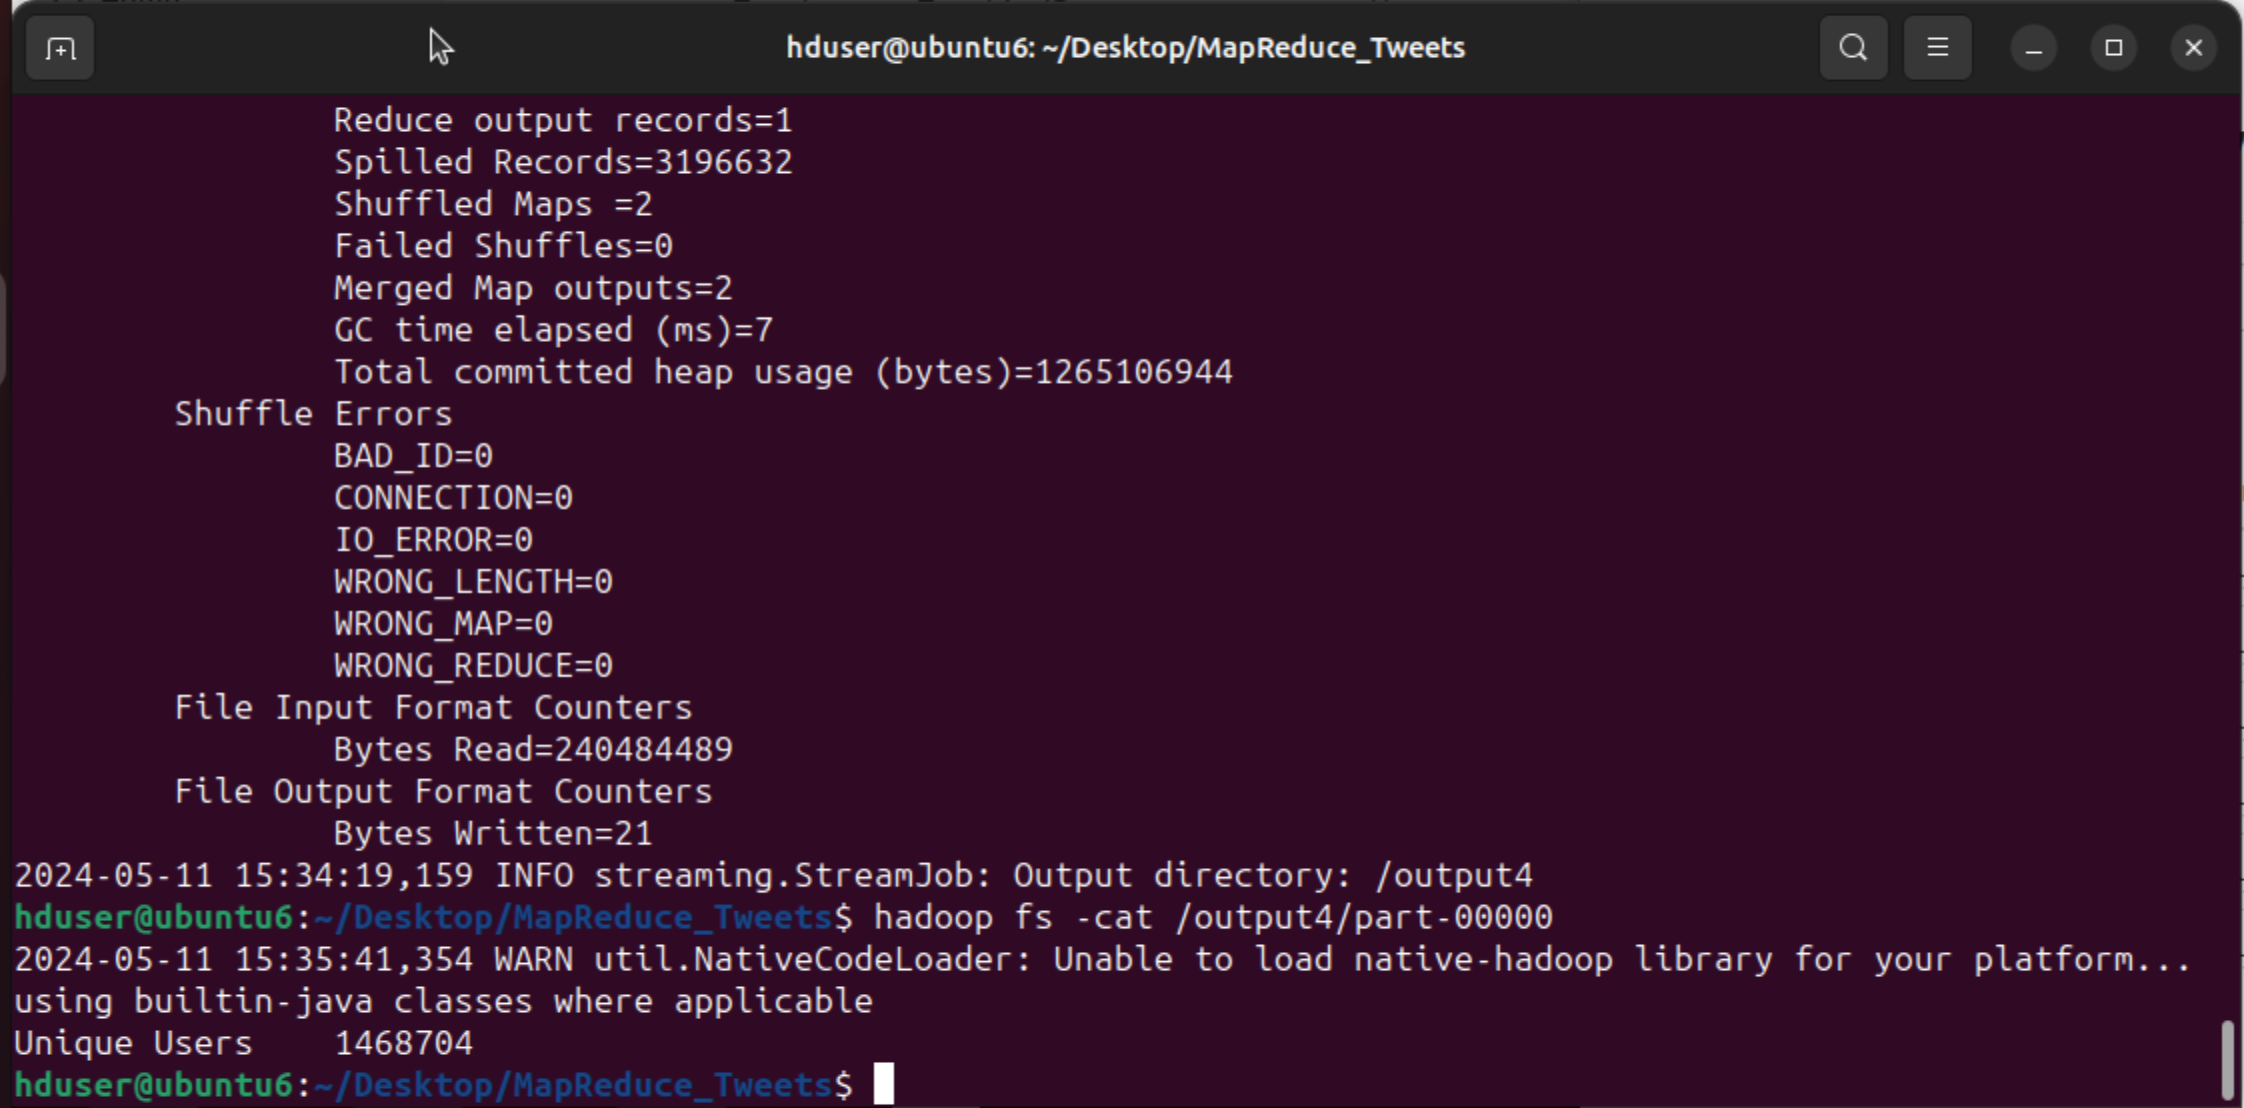 hduser@ubuntu6: ~/Desktop/MapReduce_Tweets
Reduce output records=1
Spilled Records=3196632
Shuffled Maps =2
Failed Shuffles=0
Merged Map outputs=2
GC time elapsed (ms)=7
Total committed heap usage (bytes)=1265106944
Shuffle Errors
BAD_ID=0
CONNECTION=0
IO_ERROR=0
WRONG_LENGTH=0
WRONG_MAP=0
WRONG_REDUCE=0
File Input Format Counters
Bytes Read=240484489
File Output Format Counters
Bytes Written=21
2024-05-11 15:34:19,159 INFO streaming.StreamJob: Output directory: /output4
hduser@ubuntu6:~/Desktop/MapReduce_Tweets$ hadoop fs -cat /output4/part-00000
2024-05-11 15:35:41,354 WARN util.NativeCodeLoader: Unable to load native-hadoop library for your platform...
using builtin-java classes where applicable
Unique Users    1468704
hduser@ubuntu6:~/Desktop/MapReduce_Tweets$